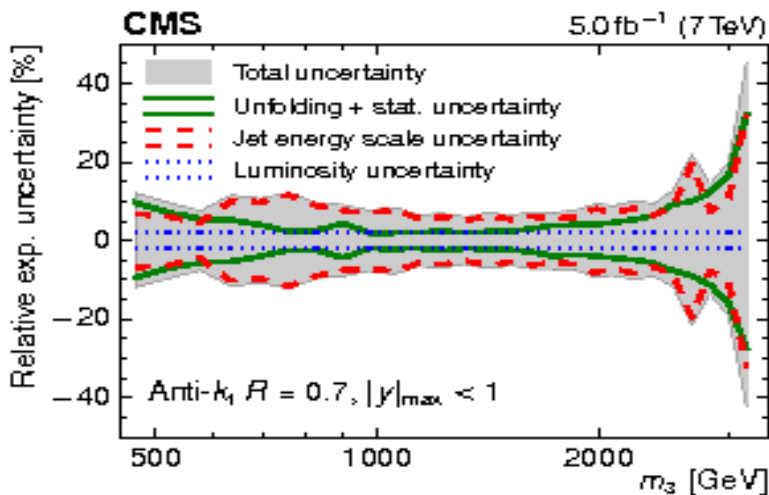 CMS 5.0 fb⁻¹ (7 TeV)
Relative exp. uncertainty [%]
40
20
0
−20
−40
Total uncertainty
Unfolding + stat. uncertainty
Jet energy scale uncertainty
Luminosity uncertainty
Anti-kₜ R = 0.7, |y|max < 1
500 1000 2000
m₃ [GeV]